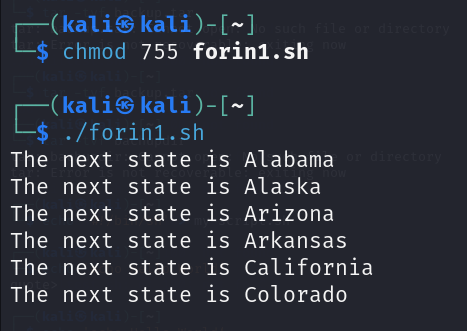 ┌──(kali㉿kali)-[~]
└─$ chmod 755 forin1.sh
┌──(kali㉿kali)-[~]
└─$ ./forin1.sh
The next state is Alabama
The next state is Alaska
The next state is Arizona
The next state is Arkansas
The next state is California
The next state is Colorado